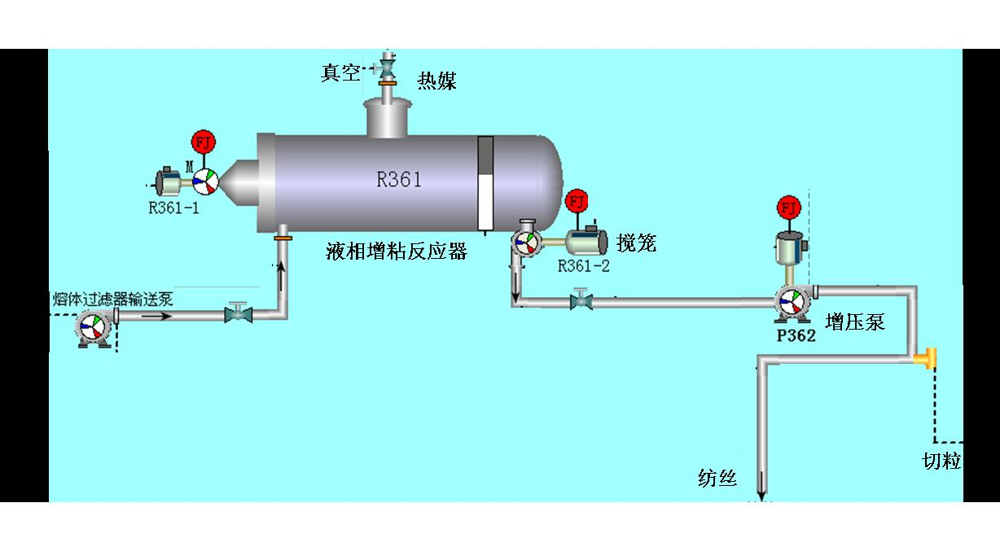 真空
热媒
FJ
M
R361-1
R361
FJ
液相增粘反应器
搅笼
R361-2
FJ
熔体过滤器输送泵
增压泵
P362
纺丝
切粒